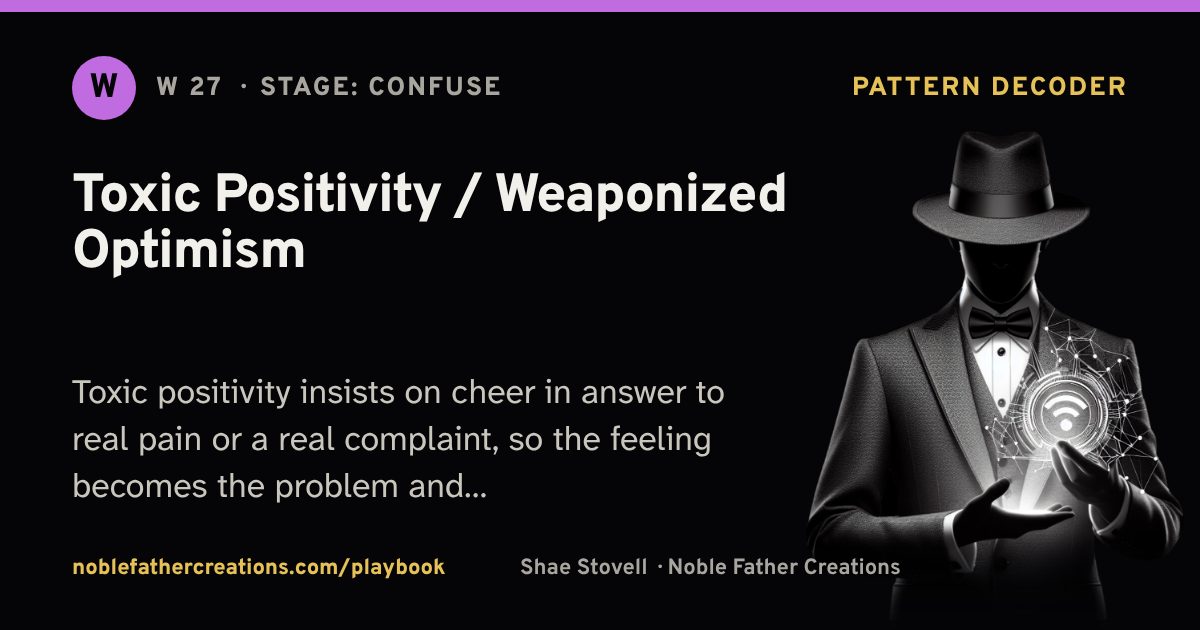 W W 27 · STAGE: CONFUSE PATTERN DECODER
Toxic Positivity / Weaponized
Optimism
Toxic positivity insists on cheer in answer to
real pain or a real complaint, so the feeling
becomes the problem and...
noblefathercreations.com/playbook Shae Stovell · Noble Father Creations